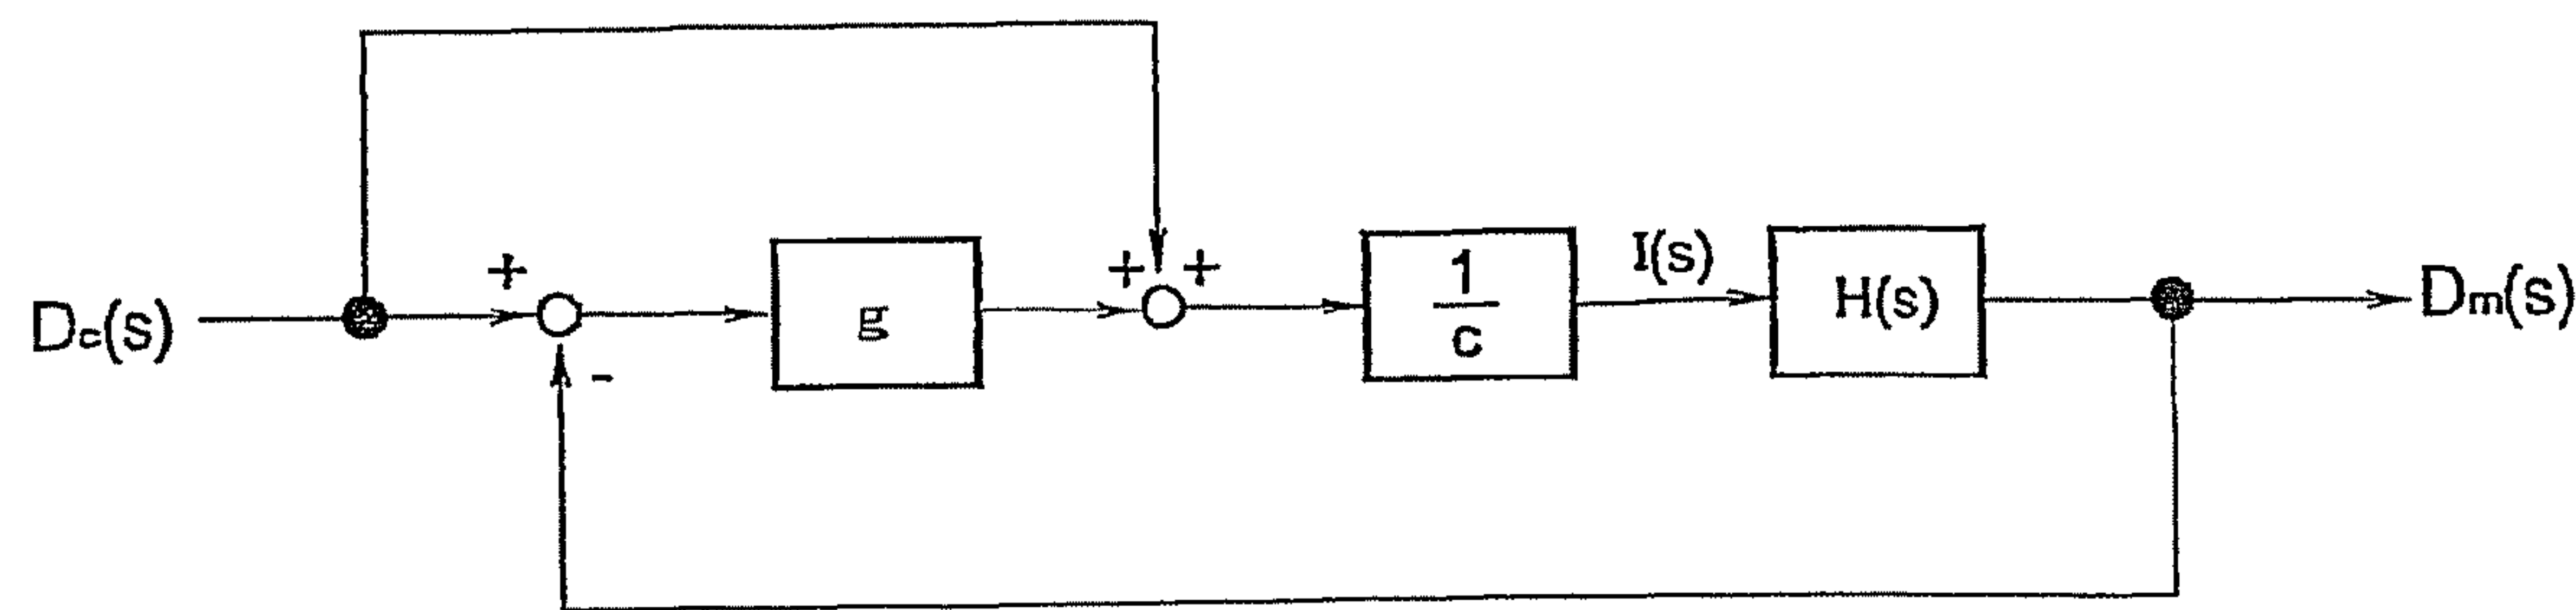 Dc(s)
+
-
g
+ +
1
c
I(s)
H(s)
Dm(s)